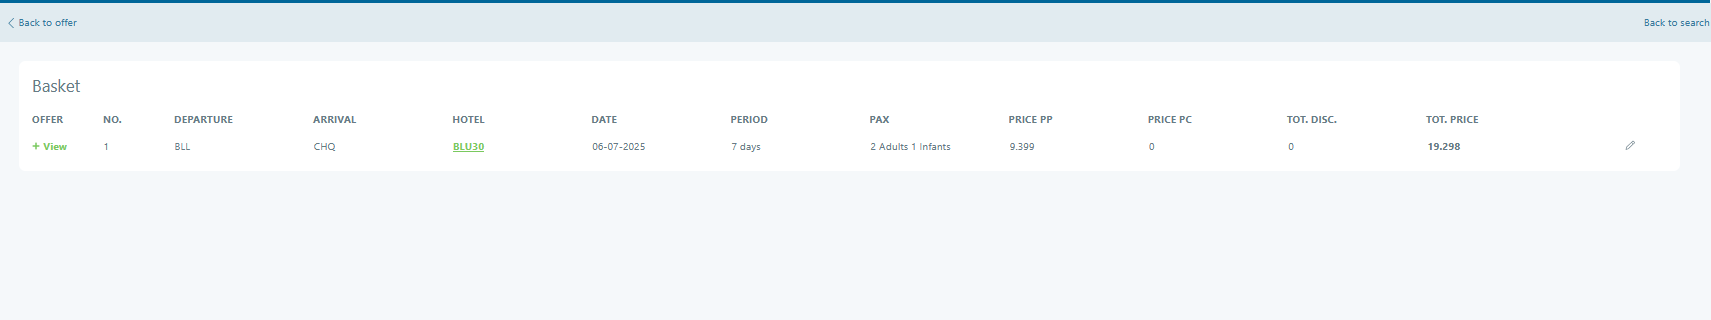 Back to offer Back to search
Basket
OFFER NO. DEPARTURE ARRIVAL HOTEL DATE PERIOD PAX PRICE PP PRICE PC TOT. DISC. TOT. PRICE
+ View 1 BLL CHQ BLU30 06-07-2025 7 days 2 Adults 1 Infants 9.399 0 0 19.298